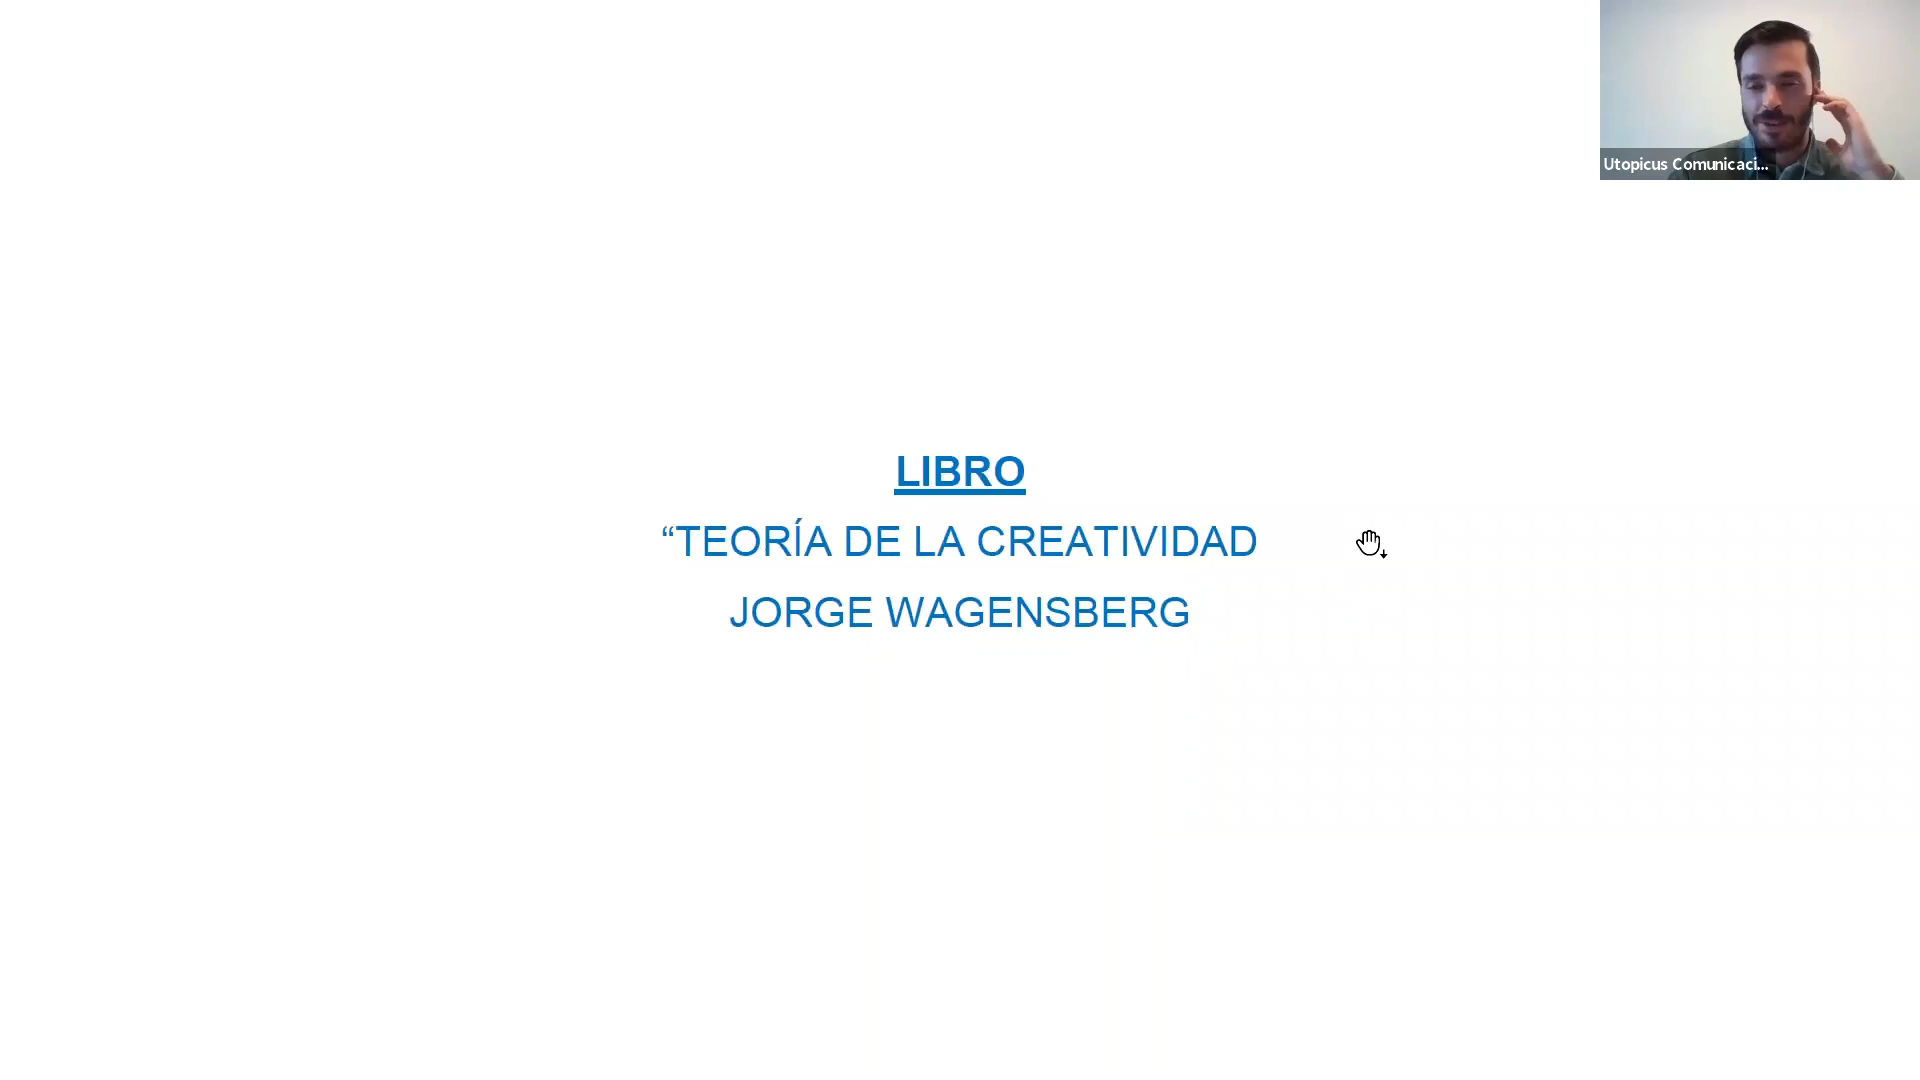 Utopicus Comunicaci...
LIBRO
“TEORÍA DE LA CREATIVIDAD
JORGE WAGENSBERG